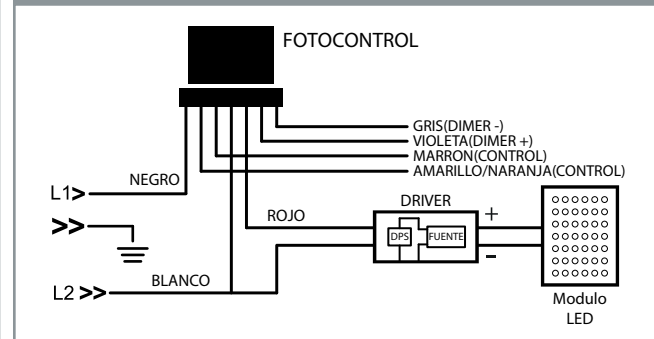 FOTOCONTROL
GRIS(DIMER -)
VIOLETA(DIMER +)
MARRON(CONTROL)
AMARILLO/NARANJA(CONTROL)
NEGRO
L1>
>>
ROJO
DRIVER
DPS
FUENTE
+
-
BLANCO
L2 >>
Modulo
LED